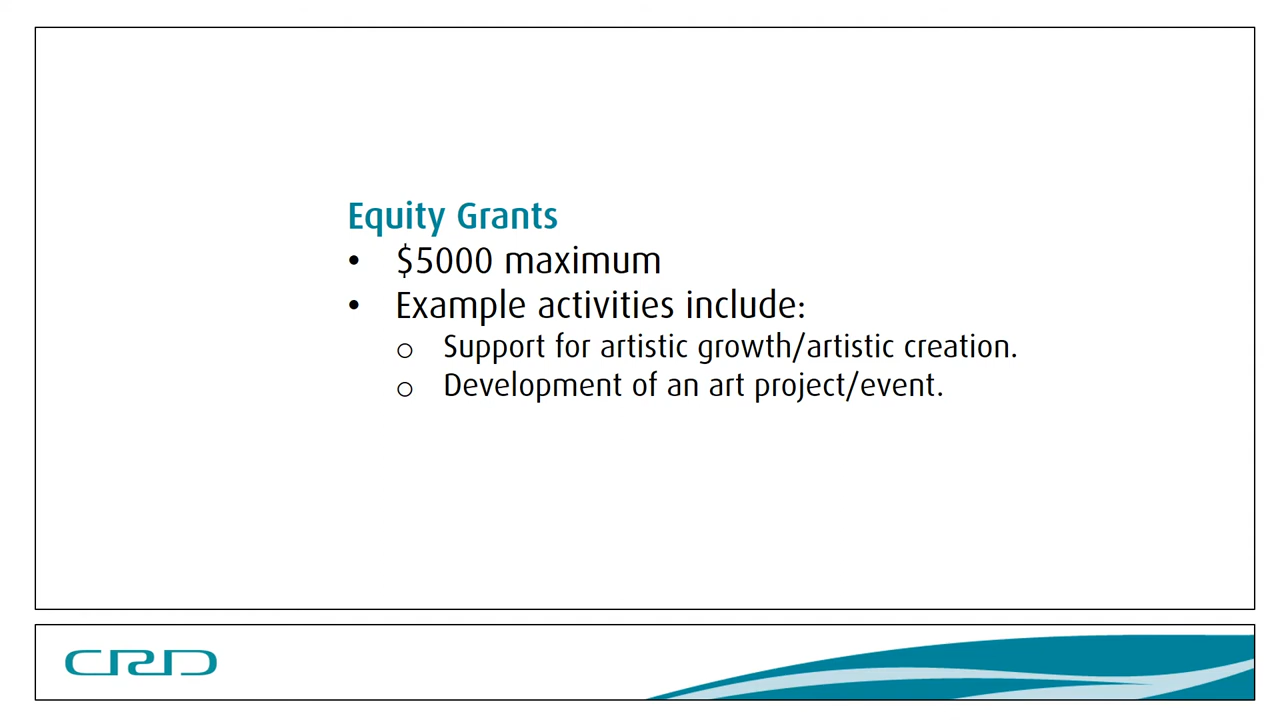 Equity Grants
• $5000 maximum
• Example activities include:
o Support for artistic growth/artistic creation.
o Development of an art project/event.
CRD